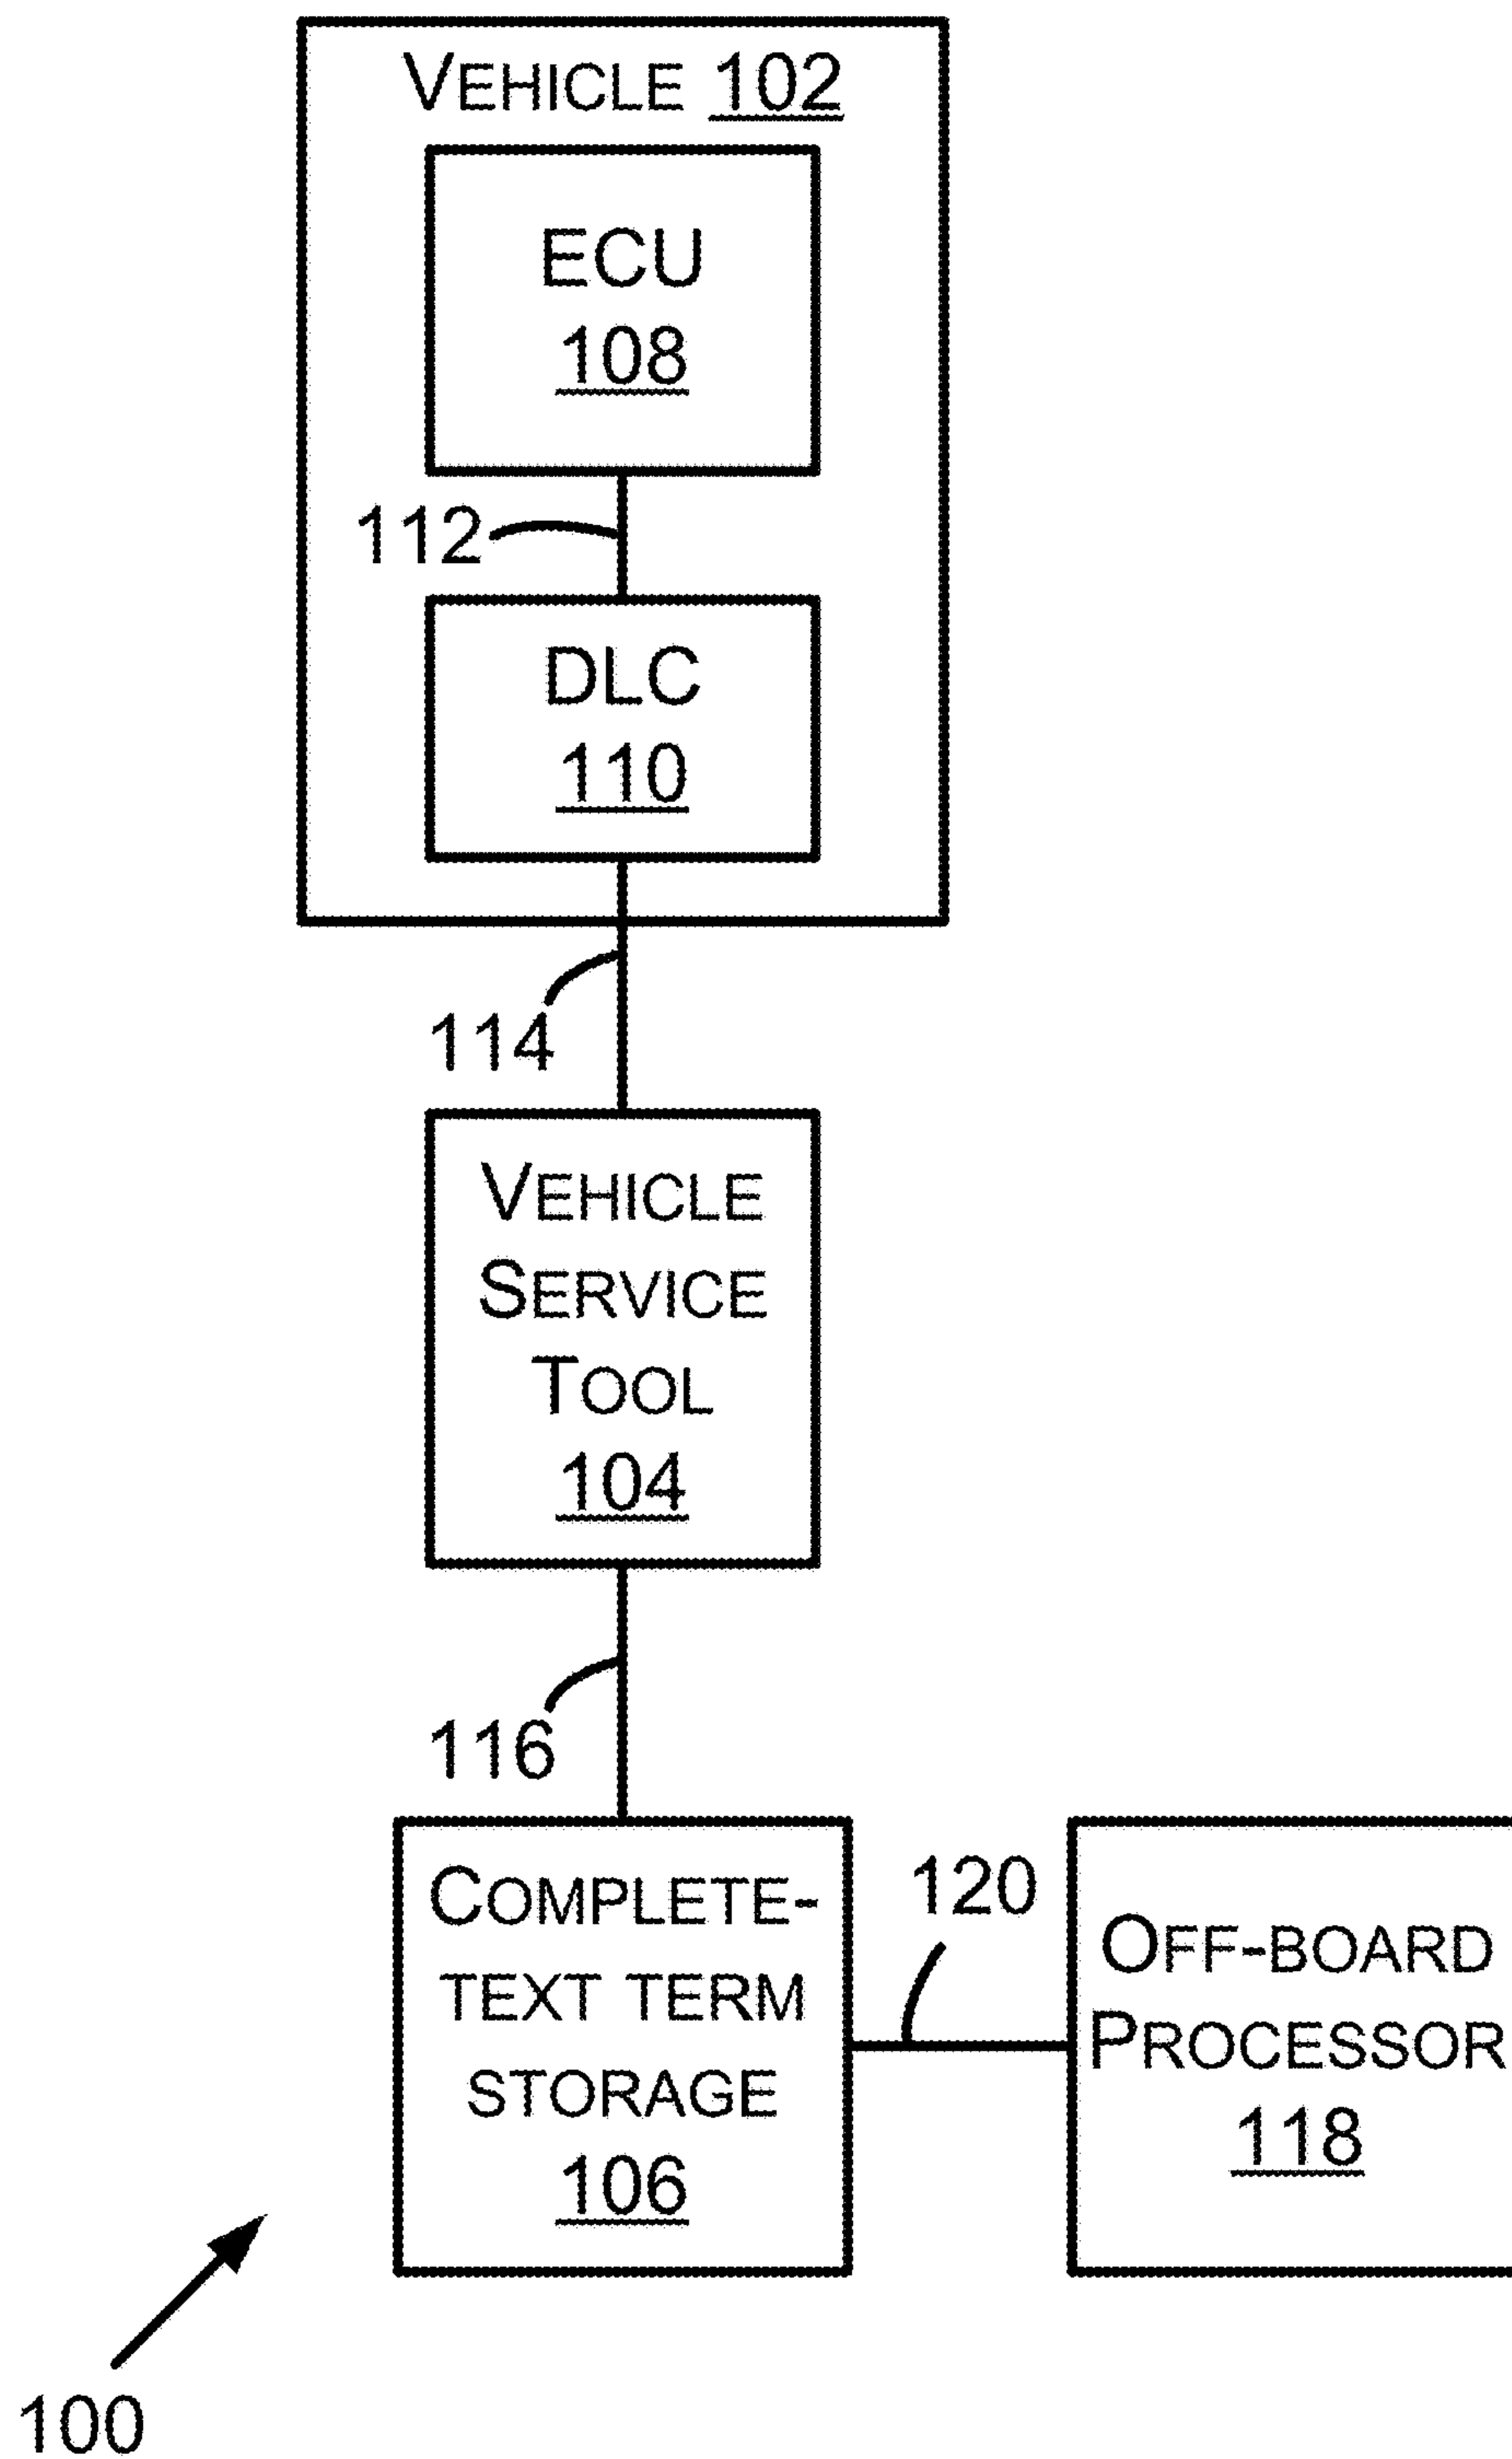 VEHICLE 102
ECU
108
112
DLC
110
114
VEHICLE
SERVICE
TOOL
104
116
COMPLETE-
TEXT TERM
STORAGE
106
120
OFF-BOARD
PROCESSOR
118
100